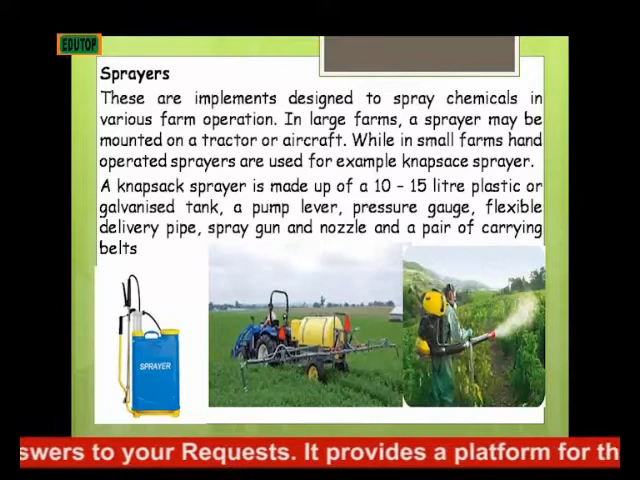 EDUTOP
Sprayers
These are implements designed to spray chemicals in
various farm operation. In large farms, a sprayer may be
mounted on a tractor or aircraft. While in small farms hand
operated sprayers are used for example knapsace sprayer.
A knapsack sprayer is made up of a 10 – 15 litre plastic or
galvanised tank, a pump lever, pressure gauge, flexible
delivery pipe, spray gun and nozzle and a pair of carrying
belts
SPRAYER
swers to your Requests. It provides a platform for th